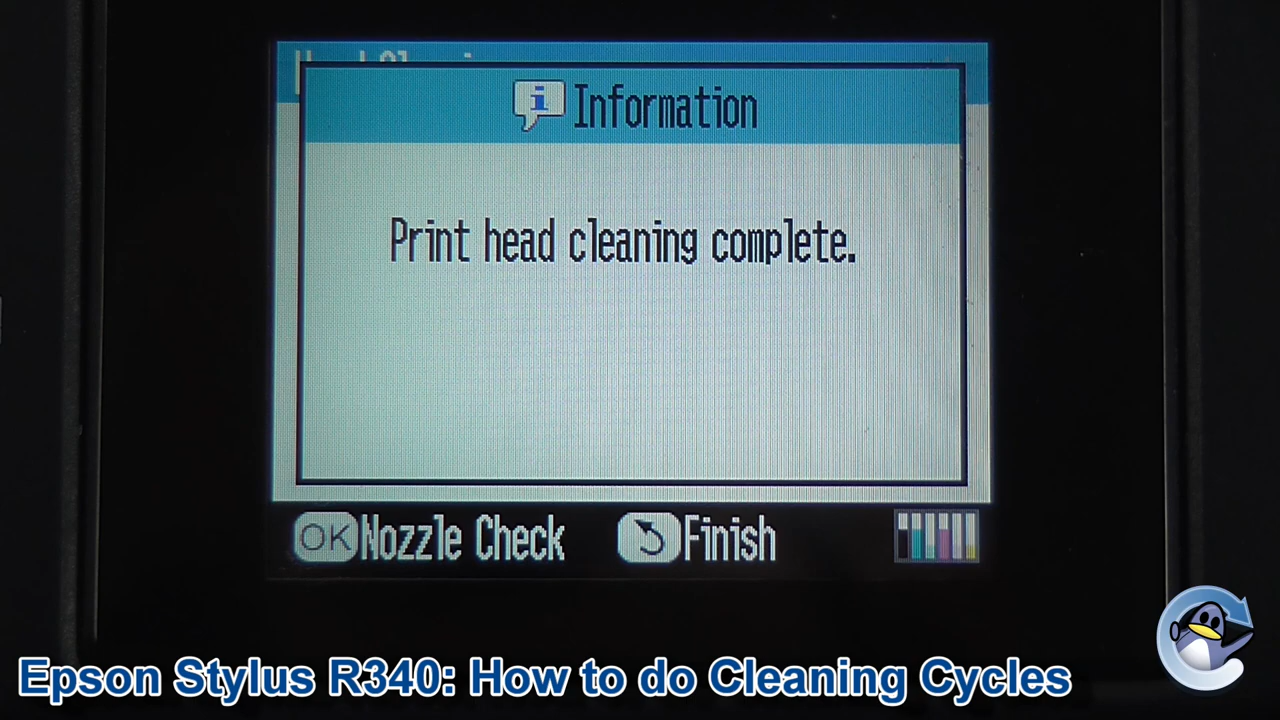 Information
Print head cleaning complete.
OK Nozzle Check Finish
Epson Stylus R340: How to do Cleaning Cycles